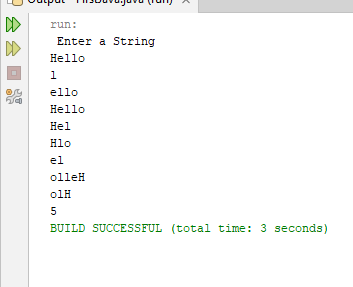 Output - HrsBava.java (run)
run:
Enter a String
Hello
l
ello
Hello
Hel
Hlo
el
olleH
olH
5
BUILD SUCCESSFUL (total time: 3 seconds)